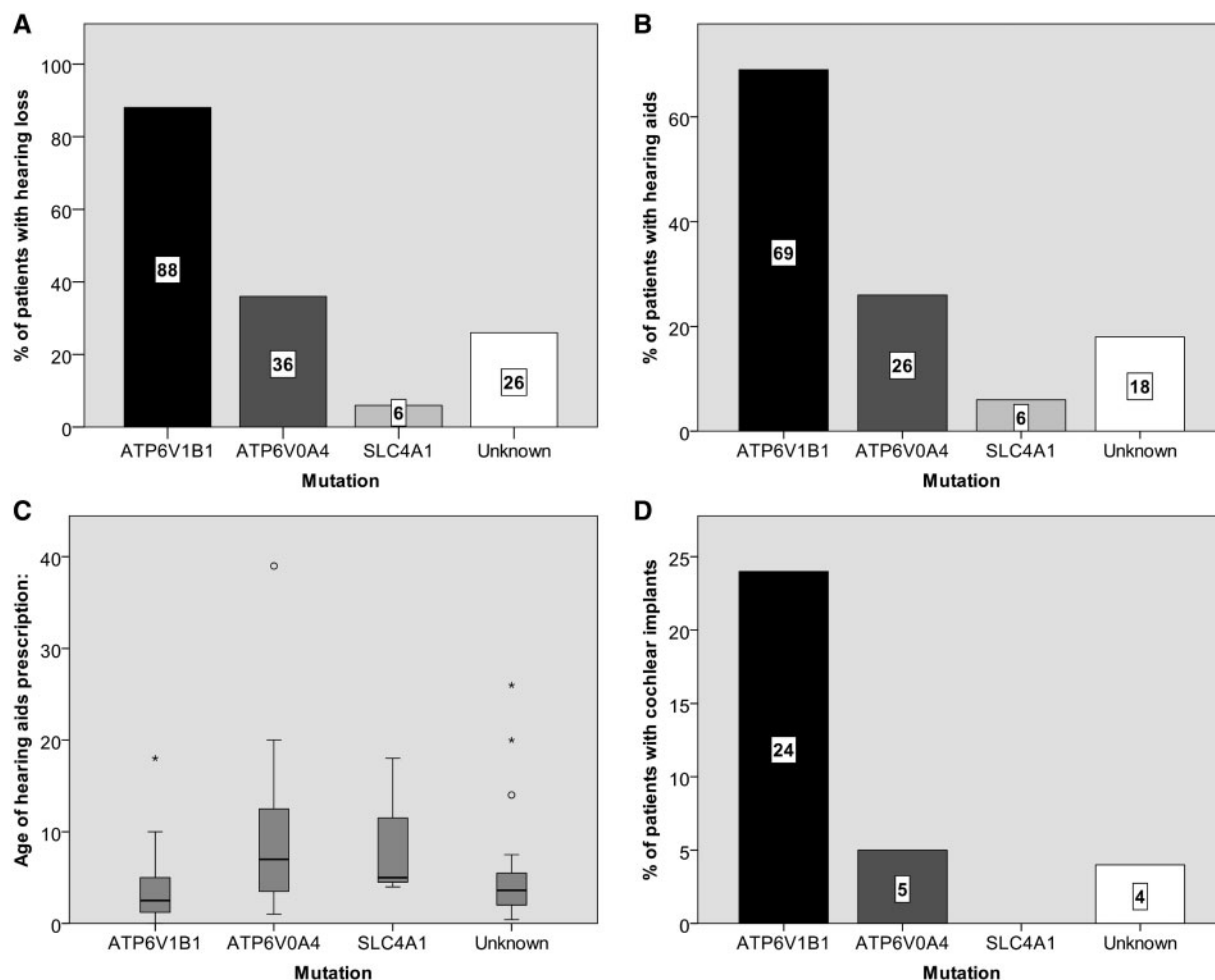 A
% of patients with hearing loss
100
80
60
40
20
0
88
36
6
26
ATP6V1B1 ATP6V0A4 SLC4A1 Unknown
Mutation
B
% of patients with hearing aids
60
40
20
0
69
26
6
18
ATP6V1B1 ATP6V0A4 SLC4A1 Unknown
Mutation
C
Age of hearing aids prescription:
40
30
20
10
0
ATP6V1B1 ATP6V0A4 SLC4A1 Unknown
Mutation
D
% of patients with cochlear implants
25
20
15
10
5
0
24
5
4
ATP6V1B1 ATP6V0A4 SLC4A1 Unknown
Mutation